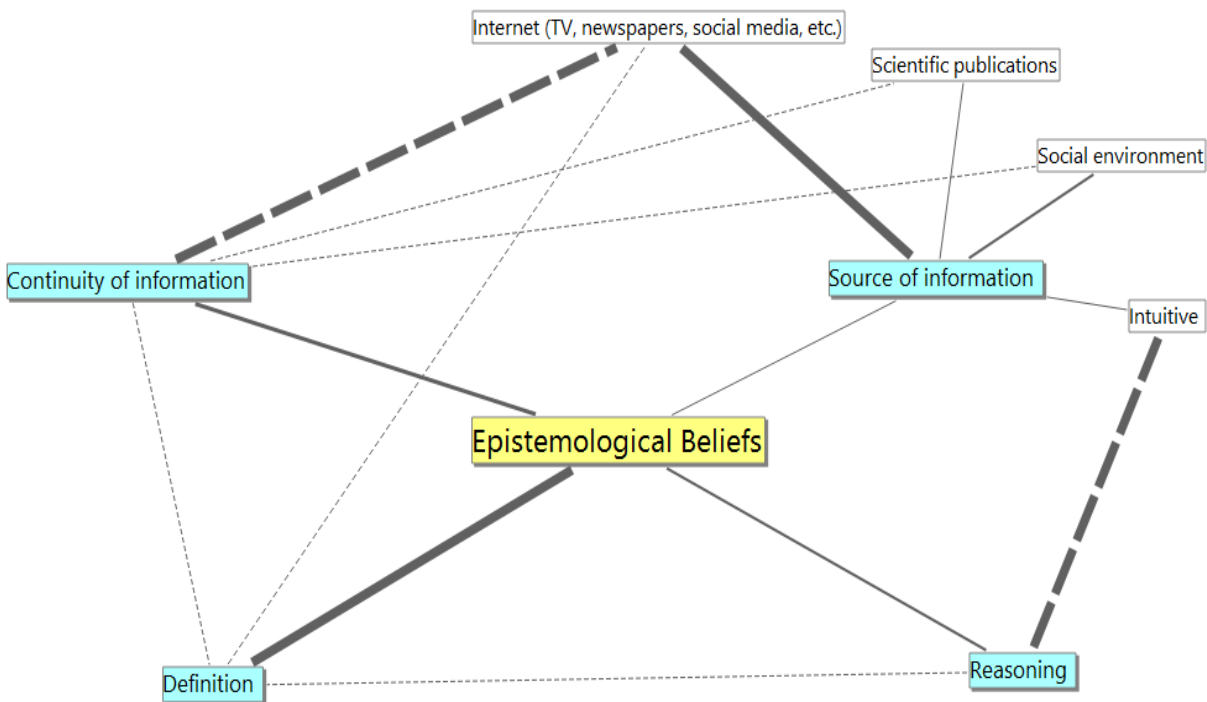 Internet (TV, newspapers, social media, etc.)
Scientific publications
Social environment
Continuity of information
Source of information
Intuitive
Epistemological Beliefs
Definition
Reasoning